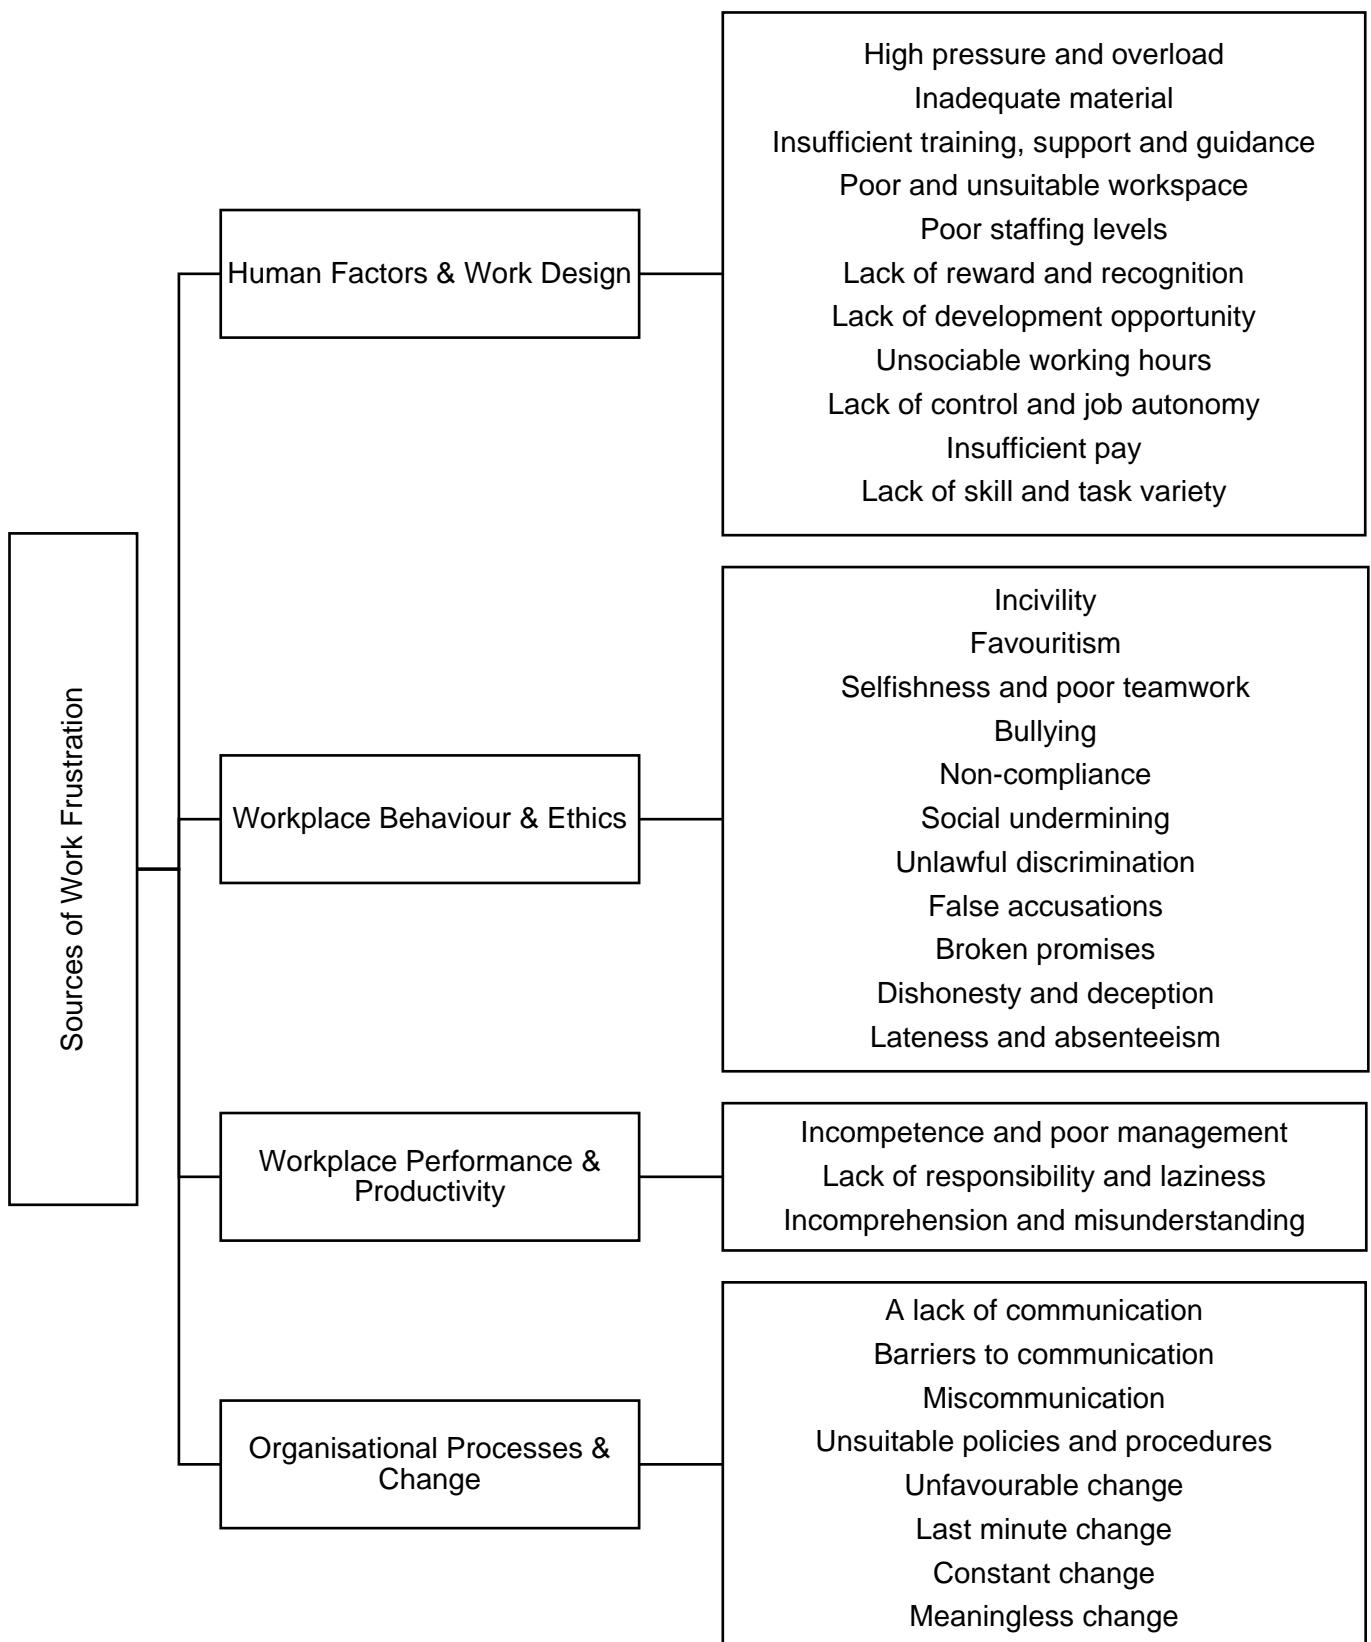 Sources of Work Frustration
Human Factors & Work Design
High pressure and overload
Inadequate material
Insufficient training, support and guidance
Poor and unsuitable workspace
Poor staffing levels
Lack of reward and recognition
Lack of development opportunity
Unsociable working hours
Lack of control and job autonomy
Insufficient pay
Lack of skill and task variety
Workplace Behaviour & Ethics
Incivility
Favouritism
Selfishness and poor teamwork
Bullying
Non-compliance
Social undermining
Unlawful discrimination
False accusations
Broken promises
Dishonesty and deception
Lateness and absenteeism
Workplace Performance &
Productivity
Incompetence and poor management
Lack of responsibility and laziness
Incomprehension and misunderstanding
Organisational Processes &
Change
A lack of communication
Barriers to communication
Miscommunication
Unsuitable policies and procedures
Unfavourable change
Last minute change
Constant change
Meaningless change